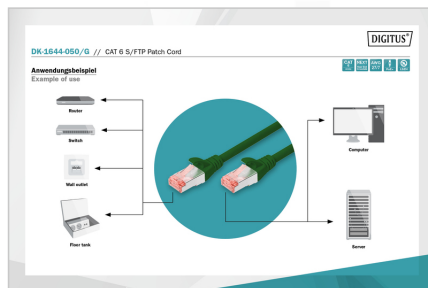 DIGITUS®
DK-1644-050/G // CAT 6 S/FTP Patch Cord
Anwendungsbeispiel
Example of use
Router
Switch
Wall outlet
Floor tank
Computer
Server